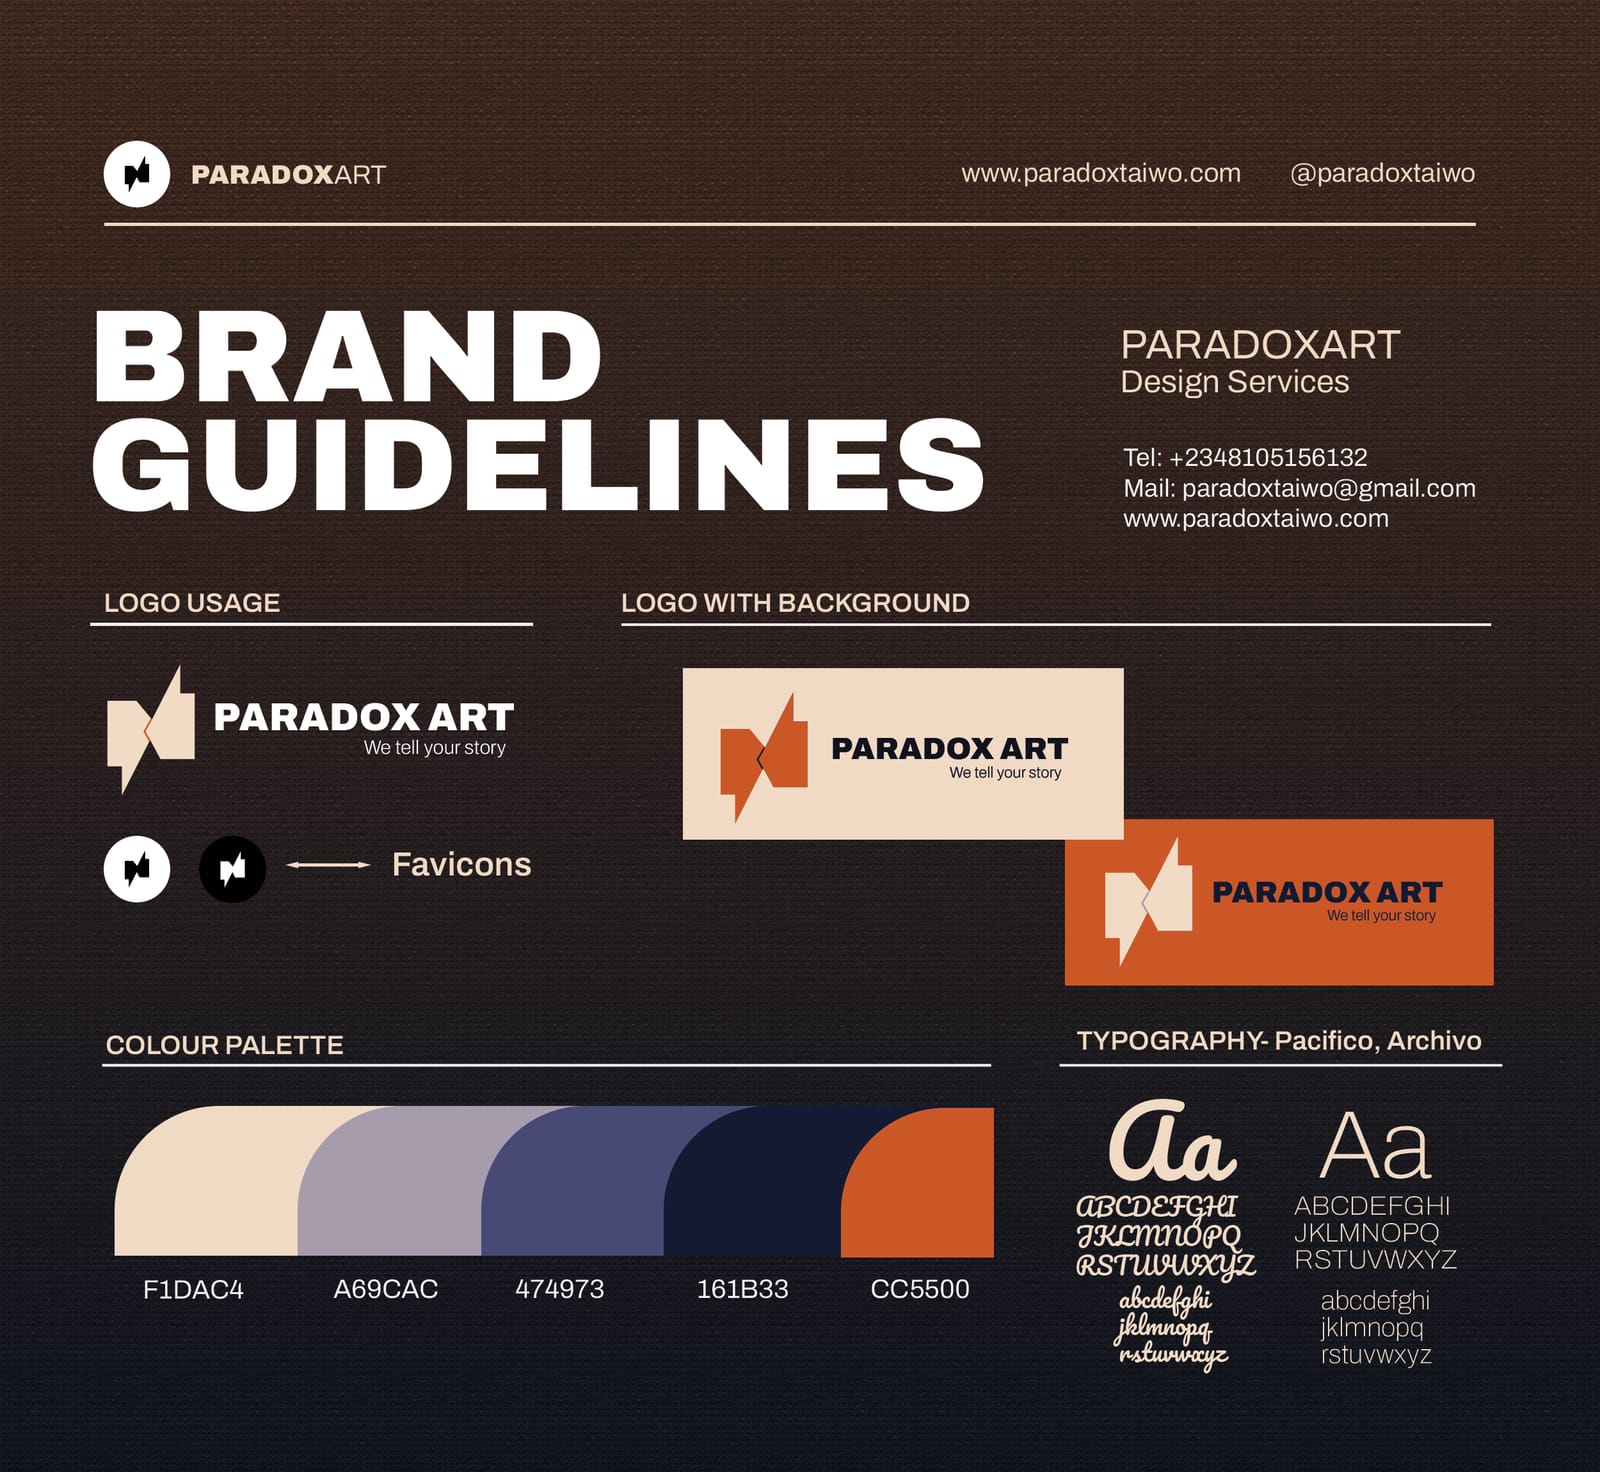 PARADOXART
www.paradoxtaiwo.com @paradoxtaiwo
BRAND
GUIDELINES
PARADOXART
Design Services
Tel: +2348105156132
Mail: paradoxtaiwo@gmail.com
www.paradoxtaiwo.com
LOGO USAGE
PARADOX ART
We tell your story
Favicons
LOGO WITH BACKGROUND
PARADOX ART
We tell your story
PARADOX ART
We tell your story
COLOUR PALETTE
F1DAC4 A69CAC 474973 161B33 CC5500
TYPOGRAPHY- Pacifico, Archivo
Aa
ABCDEFGHI
JKLMNOPQ
RSTUVWXYZ
abcdefghi
jklmnopq
rstuvwxyz
Aa
ABCDEFGHI
JKLMNOPQ
RSTUVWXYZ
abcdefghi
jklmnopq
rstuvwxyz